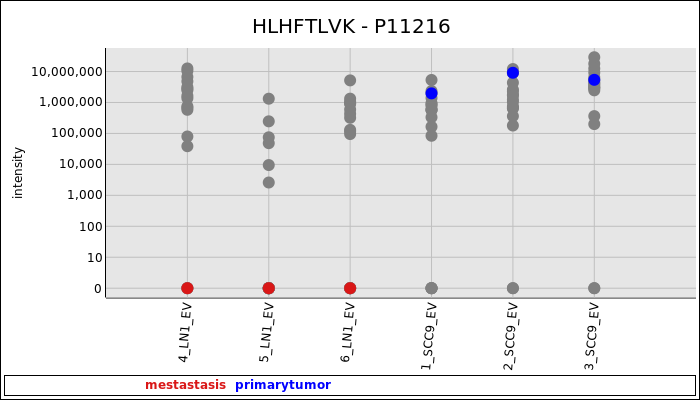 HLHFTLVK - P11216
10,000,000
1,000,000
100,000
10,000
1,000
100
10
0
intensity
4_LN1_EV
5_LN1_EV
6_LN1_EV
1_SCC9_EV
2_SCC9_EV
3_SCC9_EV
mestastasis primarytumor